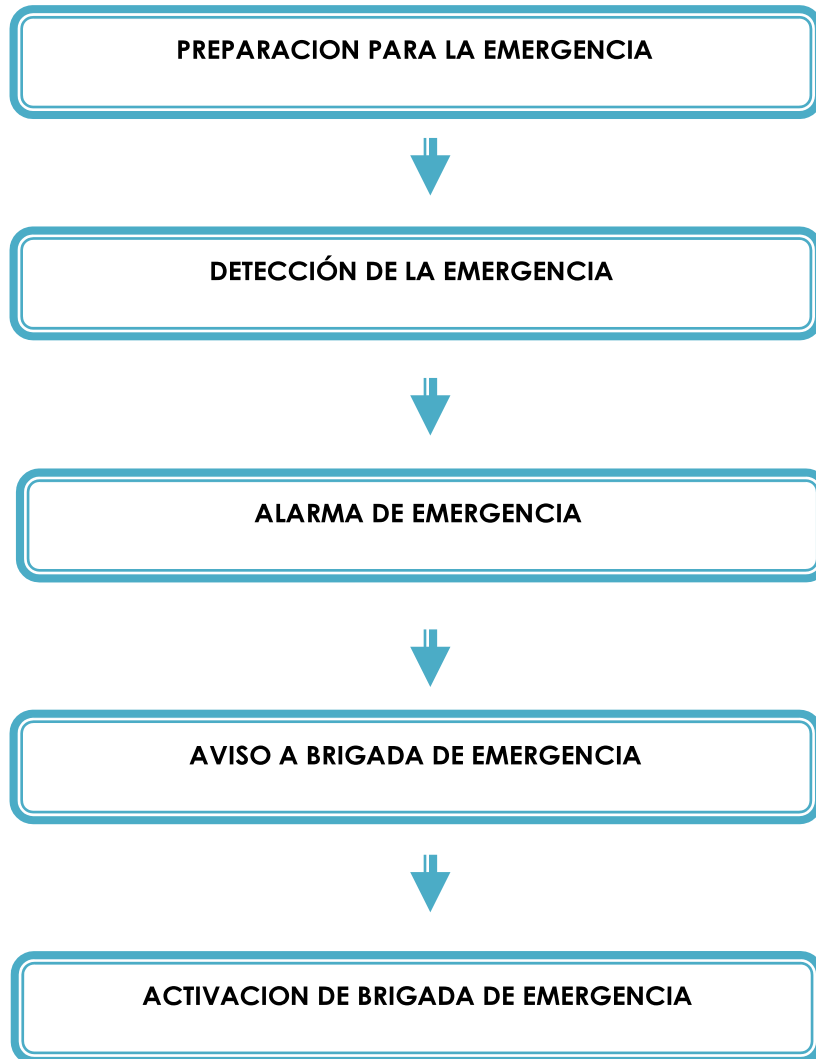 PREPARACION PARA LA EMERGENCIA
DETECCIÓN DE LA EMERGENCIA
ALARMA DE EMERGENCIA
AVISO A BRIGADA DE EMERGENCIA
ACTIVACION DE BRIGADA DE EMERGENCIA